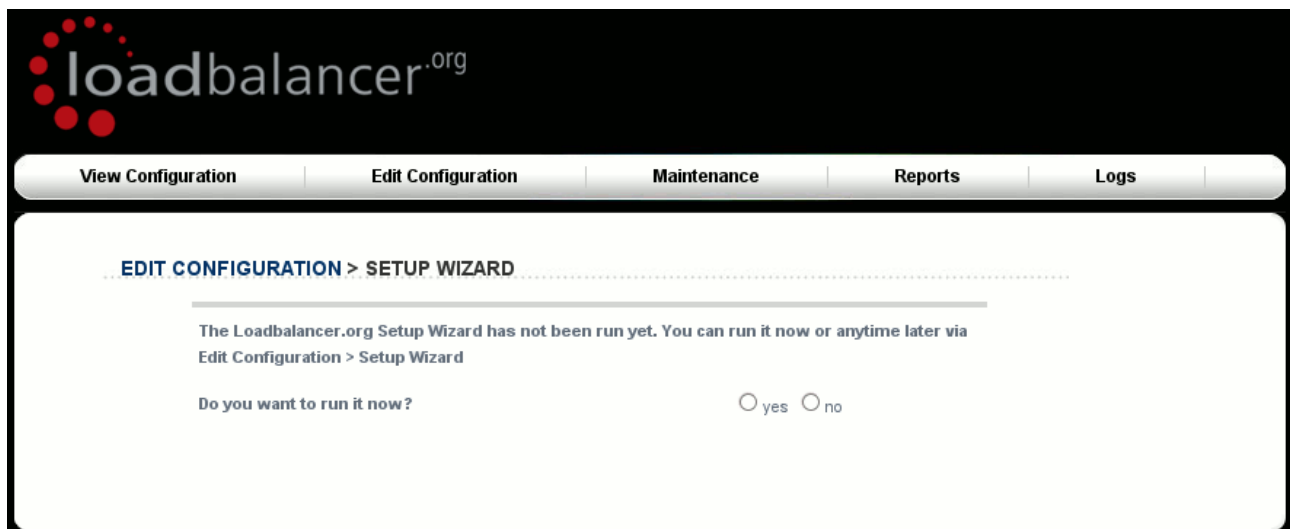 loadbalancer.org
View Configuration
Edit Configuration
Maintenance
Reports
Logs
EDIT CONFIGURATION > SETUP WIZARD
The Loadbalancer.org Setup Wizard has not been run yet. You can run it now or anytime later via
Edit Configuration > Setup Wizard
Do you want to run it now?
yes
no